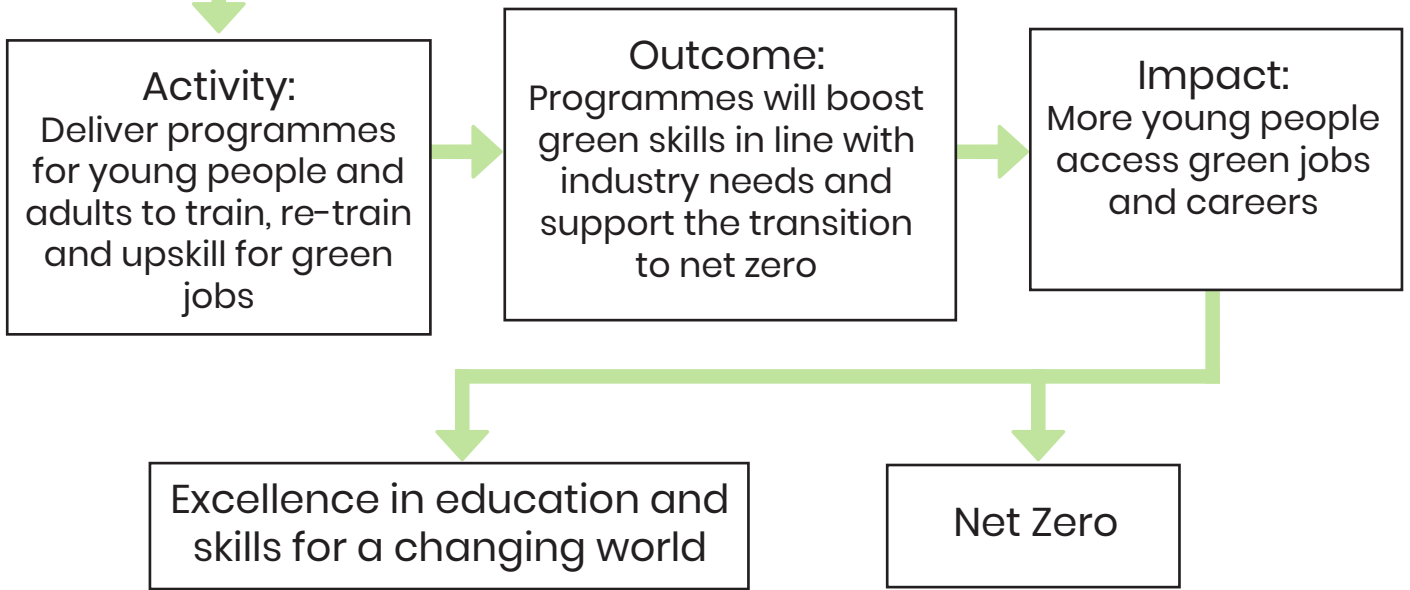 Activity:
Deliver programmes
for young people and
adults to train, re-train
and upskill for green
jobs
Outcome:
Programmes will boost
green skills in line with
industry needs and
support the transition
to net zero
Impact:
More young people
access green jobs
and careers
Excellence in education and
skills for a changing world
Net Zero